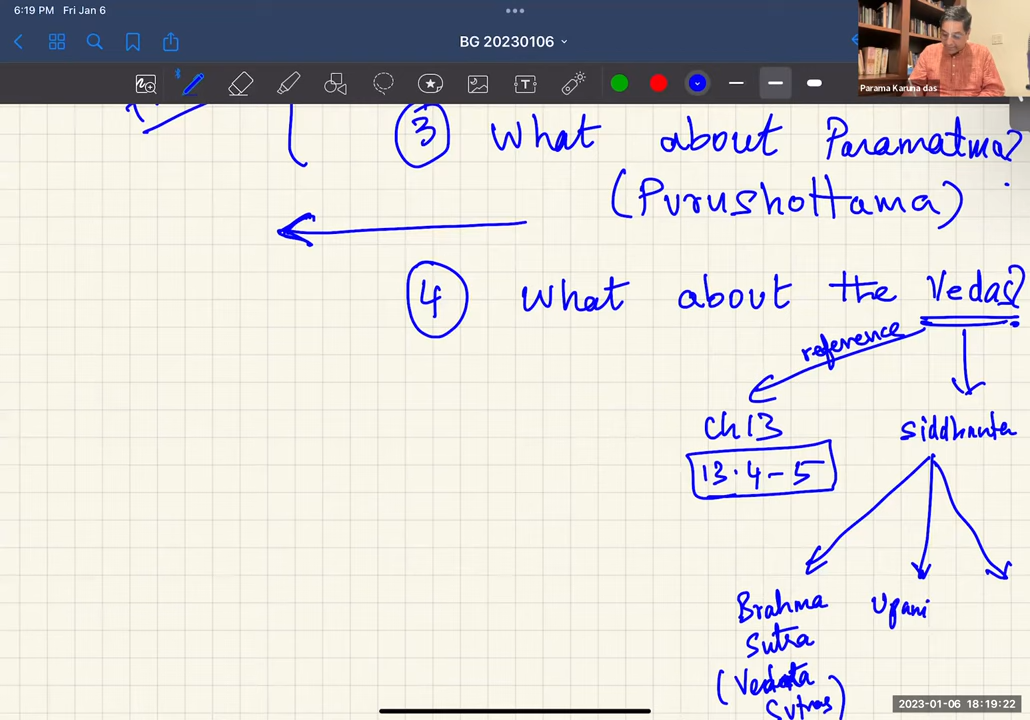 6:19 PM Fri Jan 6
BG 20230106
Parama Karuna das
3 What about Paramatma?
(Purushottama)
4 What about the Vedas?
reference
Ch 13
13.4-5
Siddhanta
Brahma
Sutra
(Vedata
Sutras)
Upani
2023-01-06 18:19:22